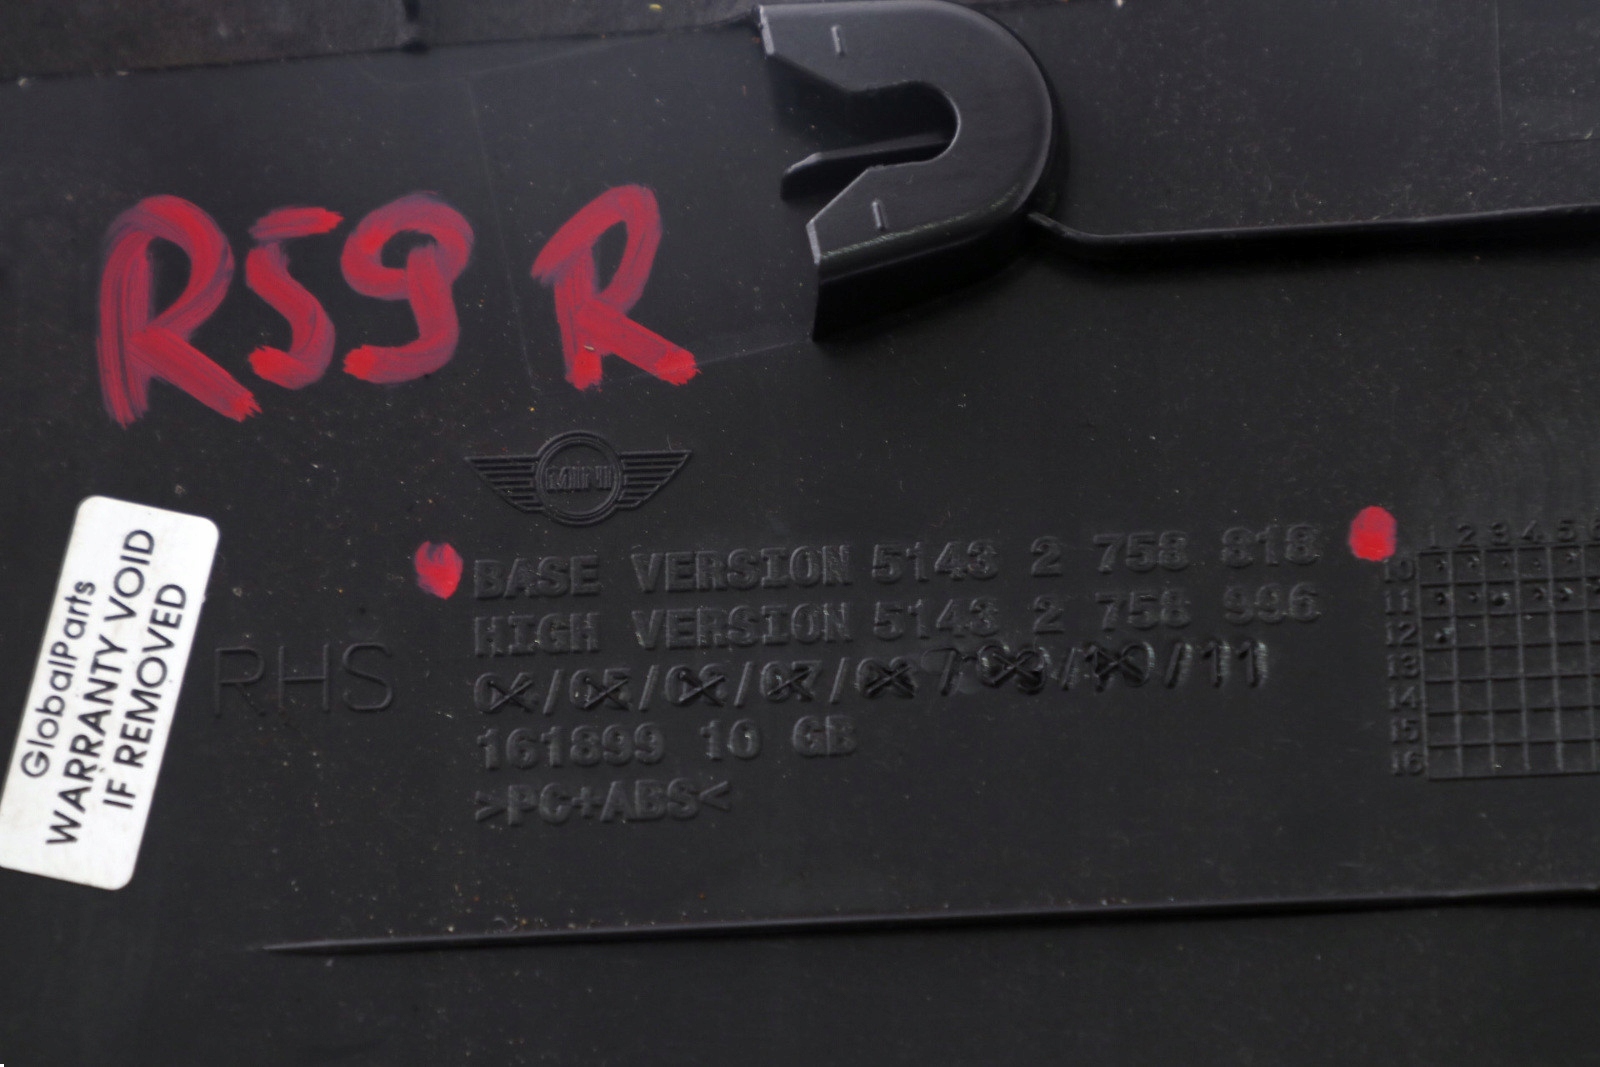 R59 R
MINI
BASE VERSION 5143 2 758 818
HIGH VERSION 5143 2 758 996
04/05/06/07/08/09/10/11
161899 10 GB
>PC+ABS<
RHS
GlobalParts
WARRANTY VOID
IF REMOVED
1 2 3 4 5 6
10
11
12
13
14
15
16